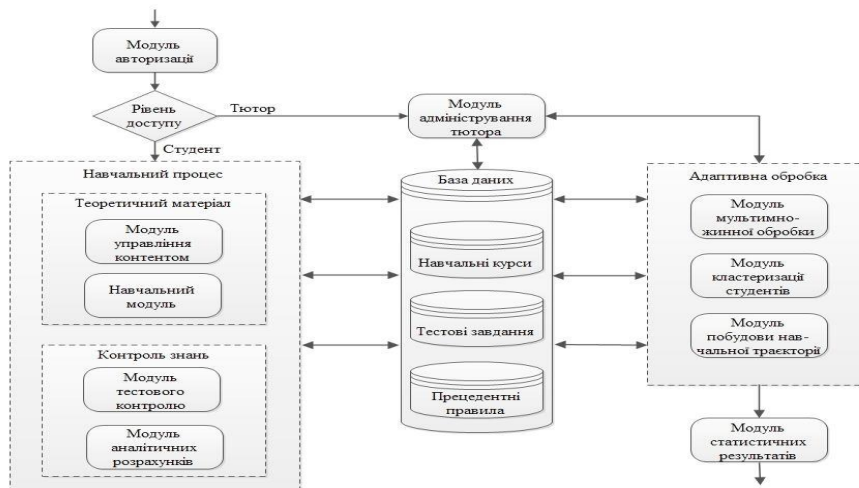 Модуль
авторизації
Рівень
доступу
Тютор
Студент
Модуль
адміністрування
тютора
Навчальний процес
Теоретичний матеріал
Модуль
управління
контентом
Навчальний
модуль
Контроль знань
Модуль
тестового
контролю
Модуль
аналітичних
розрахунків
База даних
Навчальні курси
Тестові завдання
Прецедентні
правила
Адаптивна обробка
Модуль
мультимно-
жинної обробки
Модуль
кластеризації
студентів
Модуль
побудови нав-
чальної траєкторії
Модуль
статистичних
результатів